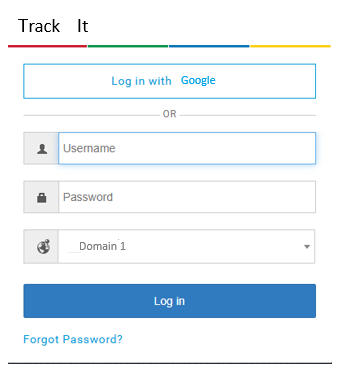 Track It
Log in with Google
OR
Username
Password
Domain 1
Log in
Forgot Password?